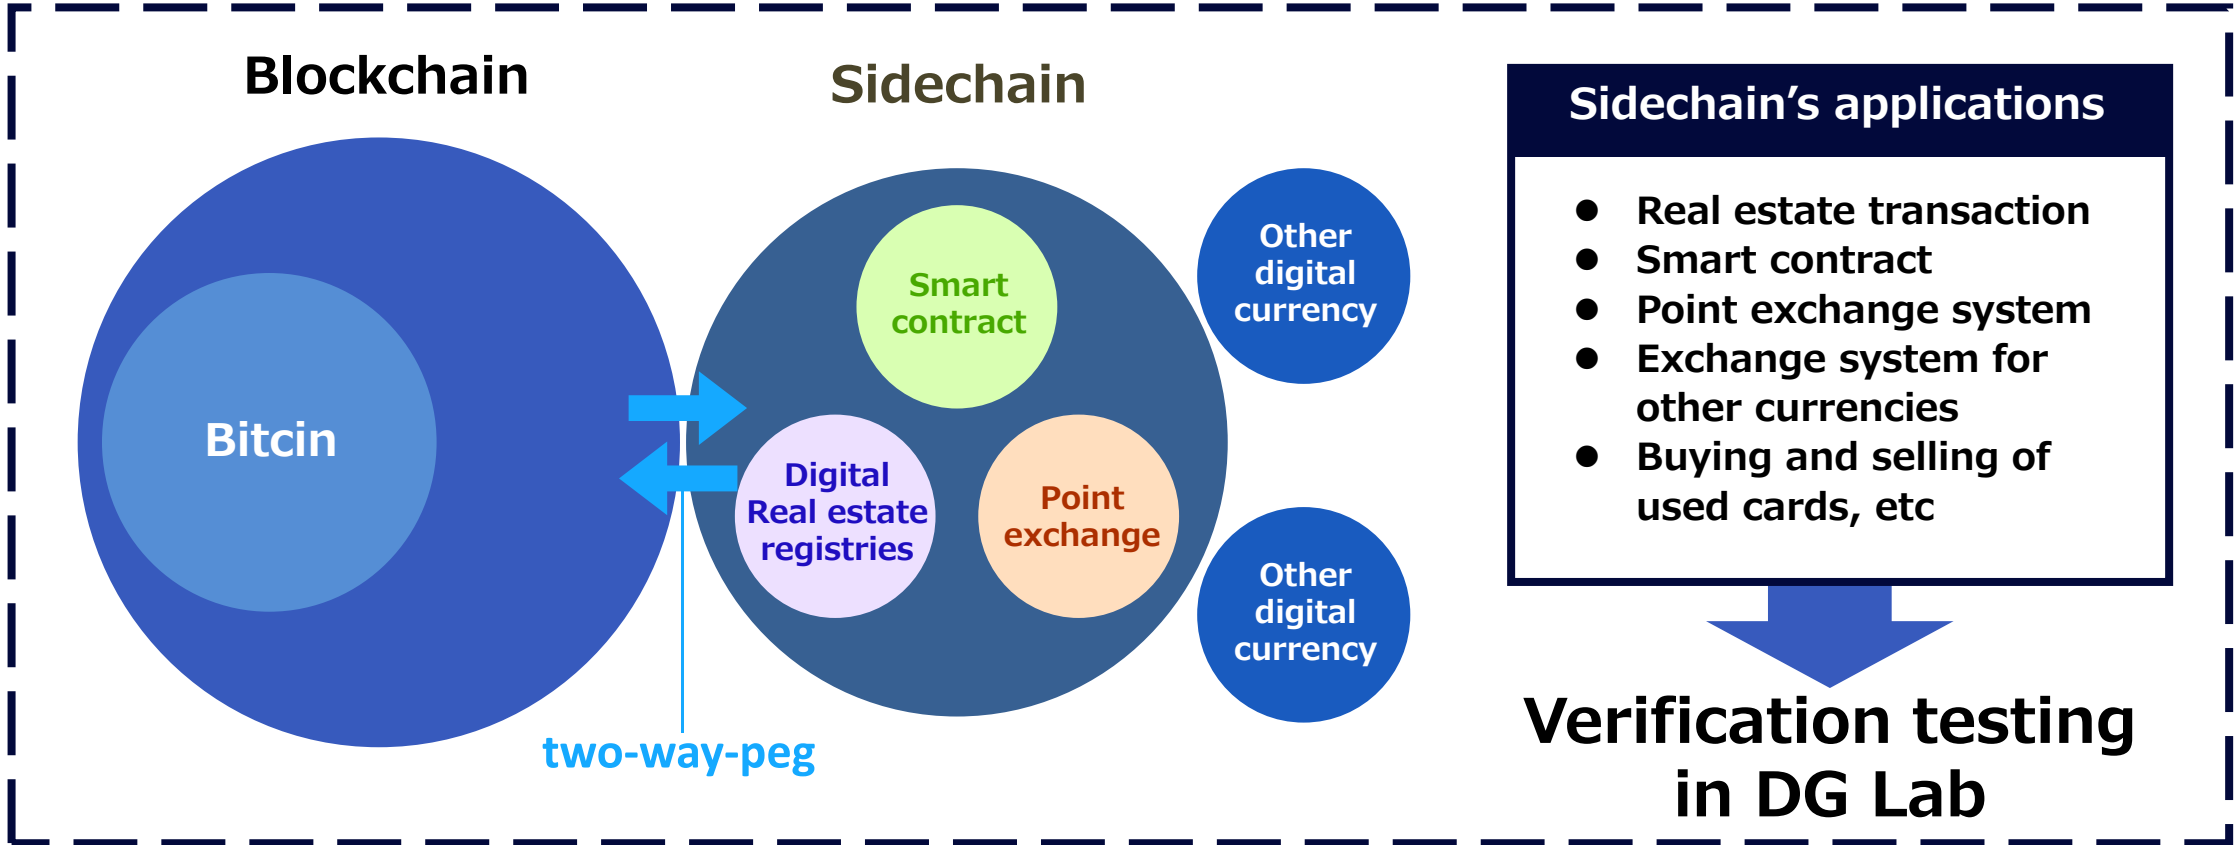 Blockchain
Sidechain
Bitcin
Smart
contract
Digital
Real estate
registries
Point
exchange
Other
digital
currency
Other
digital
currency
two-way-peg
Sidechain’s applications
● Real estate transaction
● Smart contract
● Point exchange system
● Exchange system for
other currencies
● Buying and selling of
used cards, etc
Verification testing
in DG Lab